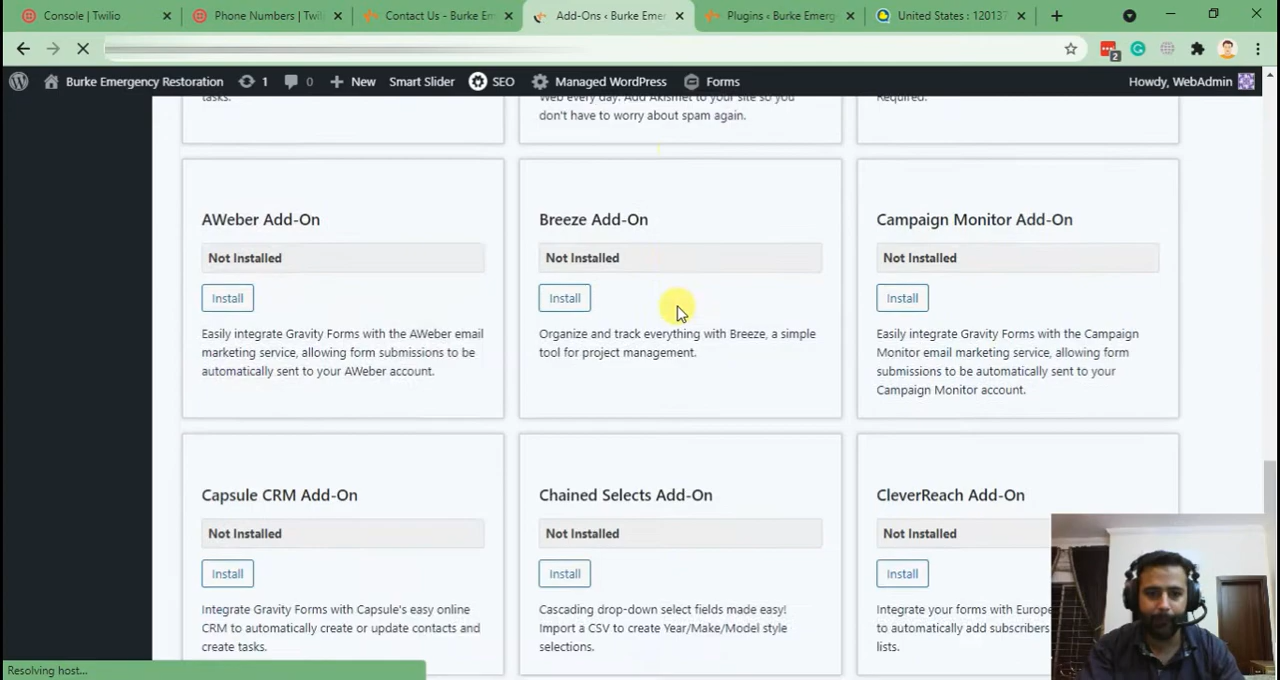 Console | Twilio
Phone Numbers | Twil
Contact Us - Burke Em
Add-Ons ‹ Burke Emer
Plugins ‹ Burke Emerg
United States : 120137
2
Burke Emergency Restoration
1
0
New
Smart Slider
SEO
Managed WordPress
Forms
Howdy, WebAdmin
tasks.
Web every day. Add Akismet to your site so you
don't have to worry about spam again.
Required.
AWeber Add-On
Not Installed
Install
Easily integrate Gravity Forms with the AWeber email
marketing service, allowing form submissions to be
automatically sent to your AWeber account.
Breeze Add-On
Not Installed
Install
Organize and track everything with Breeze, a simple
tool for project management.
Campaign Monitor Add-On
Not Installed
Install
Easily integrate Gravity Forms with the Campaign
Monitor email marketing service, allowing form
submissions to be automatically sent to your
Campaign Monitor account.
Capsule CRM Add-On
Not Installed
Install
Integrate Gravity Forms with Capsule's easy online
CRM to automatically create or update contacts and
create tasks.
Chained Selects Add-On
Not Installed
Install
Cascading drop-down select fields made easy!
Import a CSV to create Year/Make/Model style
selections.
CleverReach Add-On
Not Installed
Install
Integrate your forms with Europe
to automatically add subscribers
lists.
Resolving host...